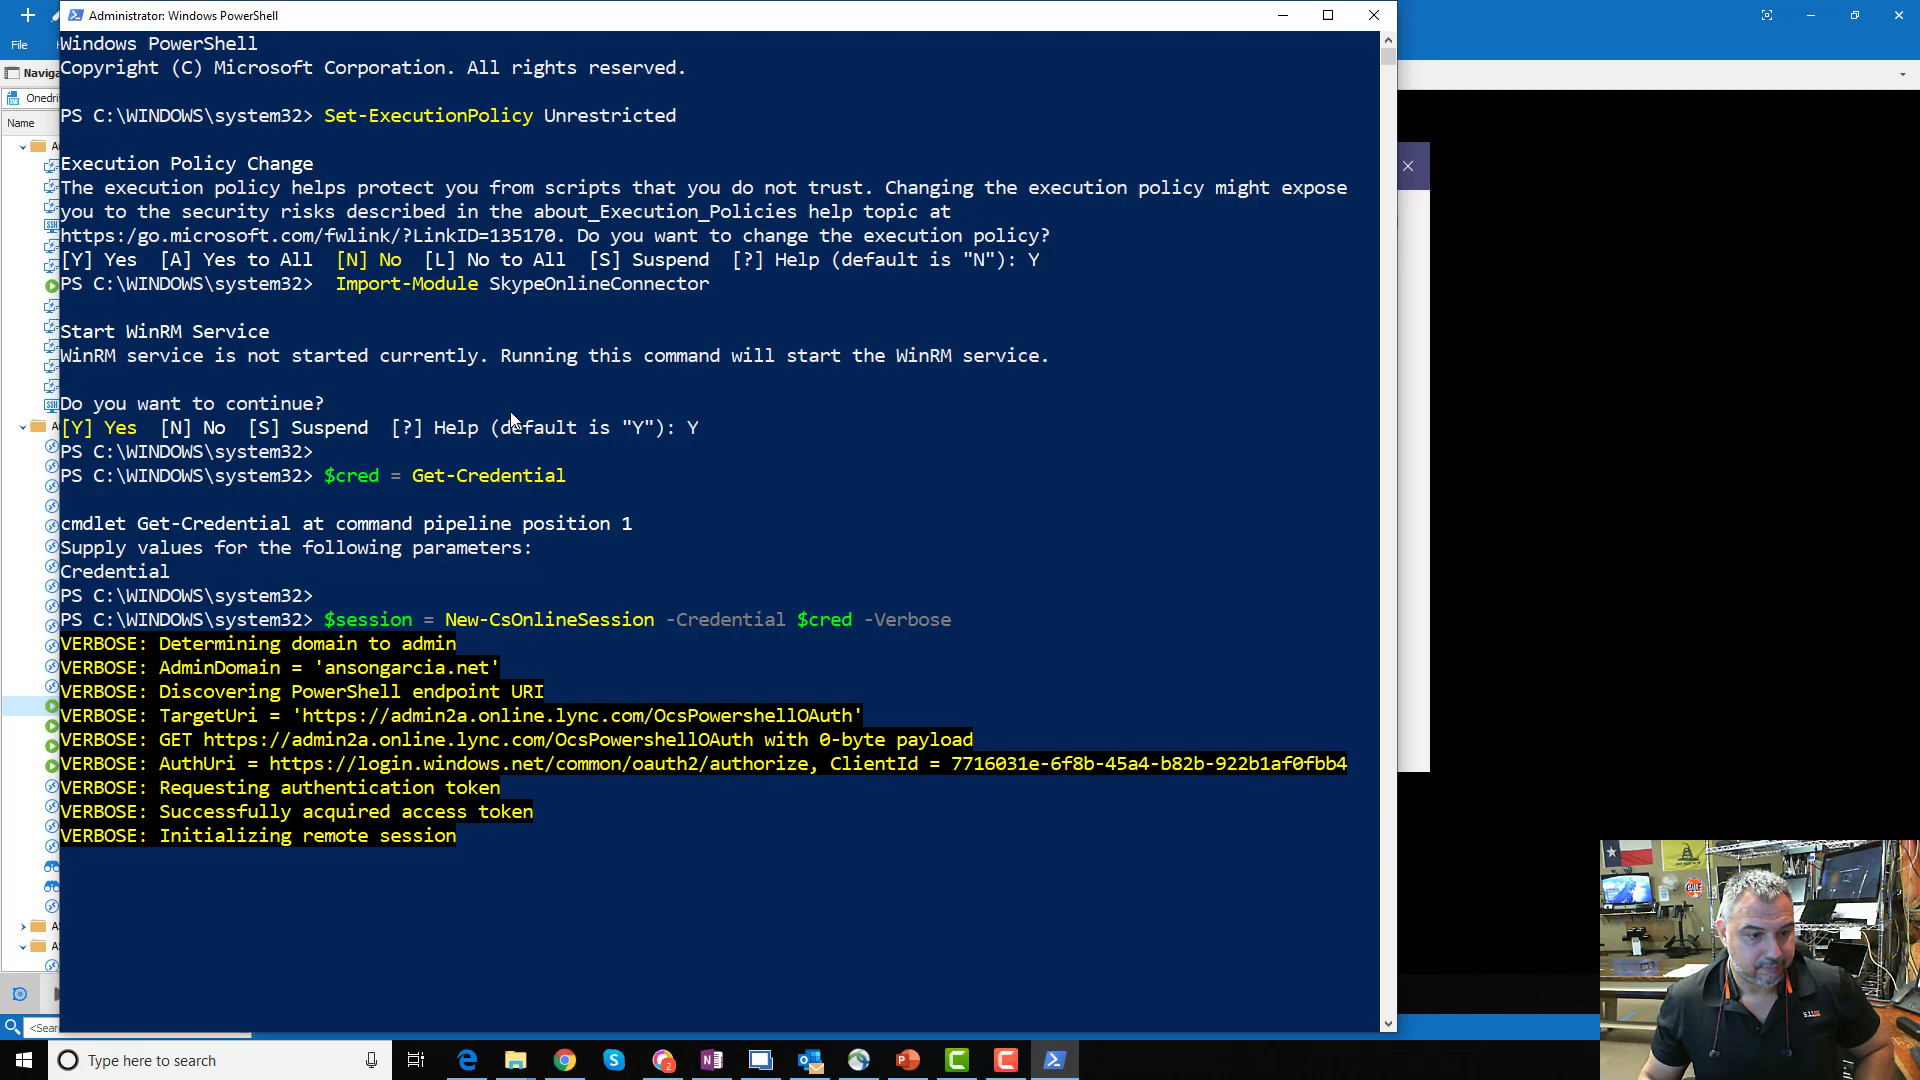 Administrator: Windows PowerShell
File
Naviga
Onedri
Name
Windows PowerShell
Copyright (C) Microsoft Corporation. All rights reserved.
PS C:\WINDOWS\system32> Set-ExecutionPolicy Unrestricted
Execution Policy Change
The execution policy helps protect you from scripts that you do not trust. Changing the execution policy might expose
you to the security risks described in the about_Execution_Policies help topic at
https:/go.microsoft.com/fwlink/?LinkID=135170. Do you want to change the execution policy?
[Y] Yes  [A] Yes to All  [N] No  [L] No to All  [S] Suspend  [?] Help (default is "N"): Y
PS C:\WINDOWS\system32>  Import-Module SkypeOnlineConnector
Start WinRM Service
WinRM service is not started currently. Running this command will start the WinRM service.
Do you want to continue?
[Y] Yes  [N] No  [S] Suspend  [?] Help (default is "Y"): Y
PS C:\WINDOWS\system32>
PS C:\WINDOWS\system32> $cred = Get-Credential
cmdlet Get-Credential at command pipeline position 1
Supply values for the following parameters:
Credential
PS C:\WINDOWS\system32>
PS C:\WINDOWS\system32> $session = New-CsOnlineSession -Credential $cred -Verbose
VERBOSE: Determining domain to admin
VERBOSE: AdminDomain = 'ansongarcia.net'
VERBOSE: Discovering PowerShell endpoint URI
VERBOSE: TargetUri = 'https://admin2a.online.lync.com/OcsPowershellOAuth'
VERBOSE: GET https://admin2a.online.lync.com/OcsPowershellOAuth with 0-byte payload
VERBOSE: AuthUri = https://login.windows.net/common/oauth2/authorize, ClientId = 7716031e-6f8b-45a4-b82b-922b1af0fbb4
VERBOSE: Requesting authentication token
VERBOSE: Successfully acquired access token
VERBOSE: Initializing remote session
<Sear
Type here to search